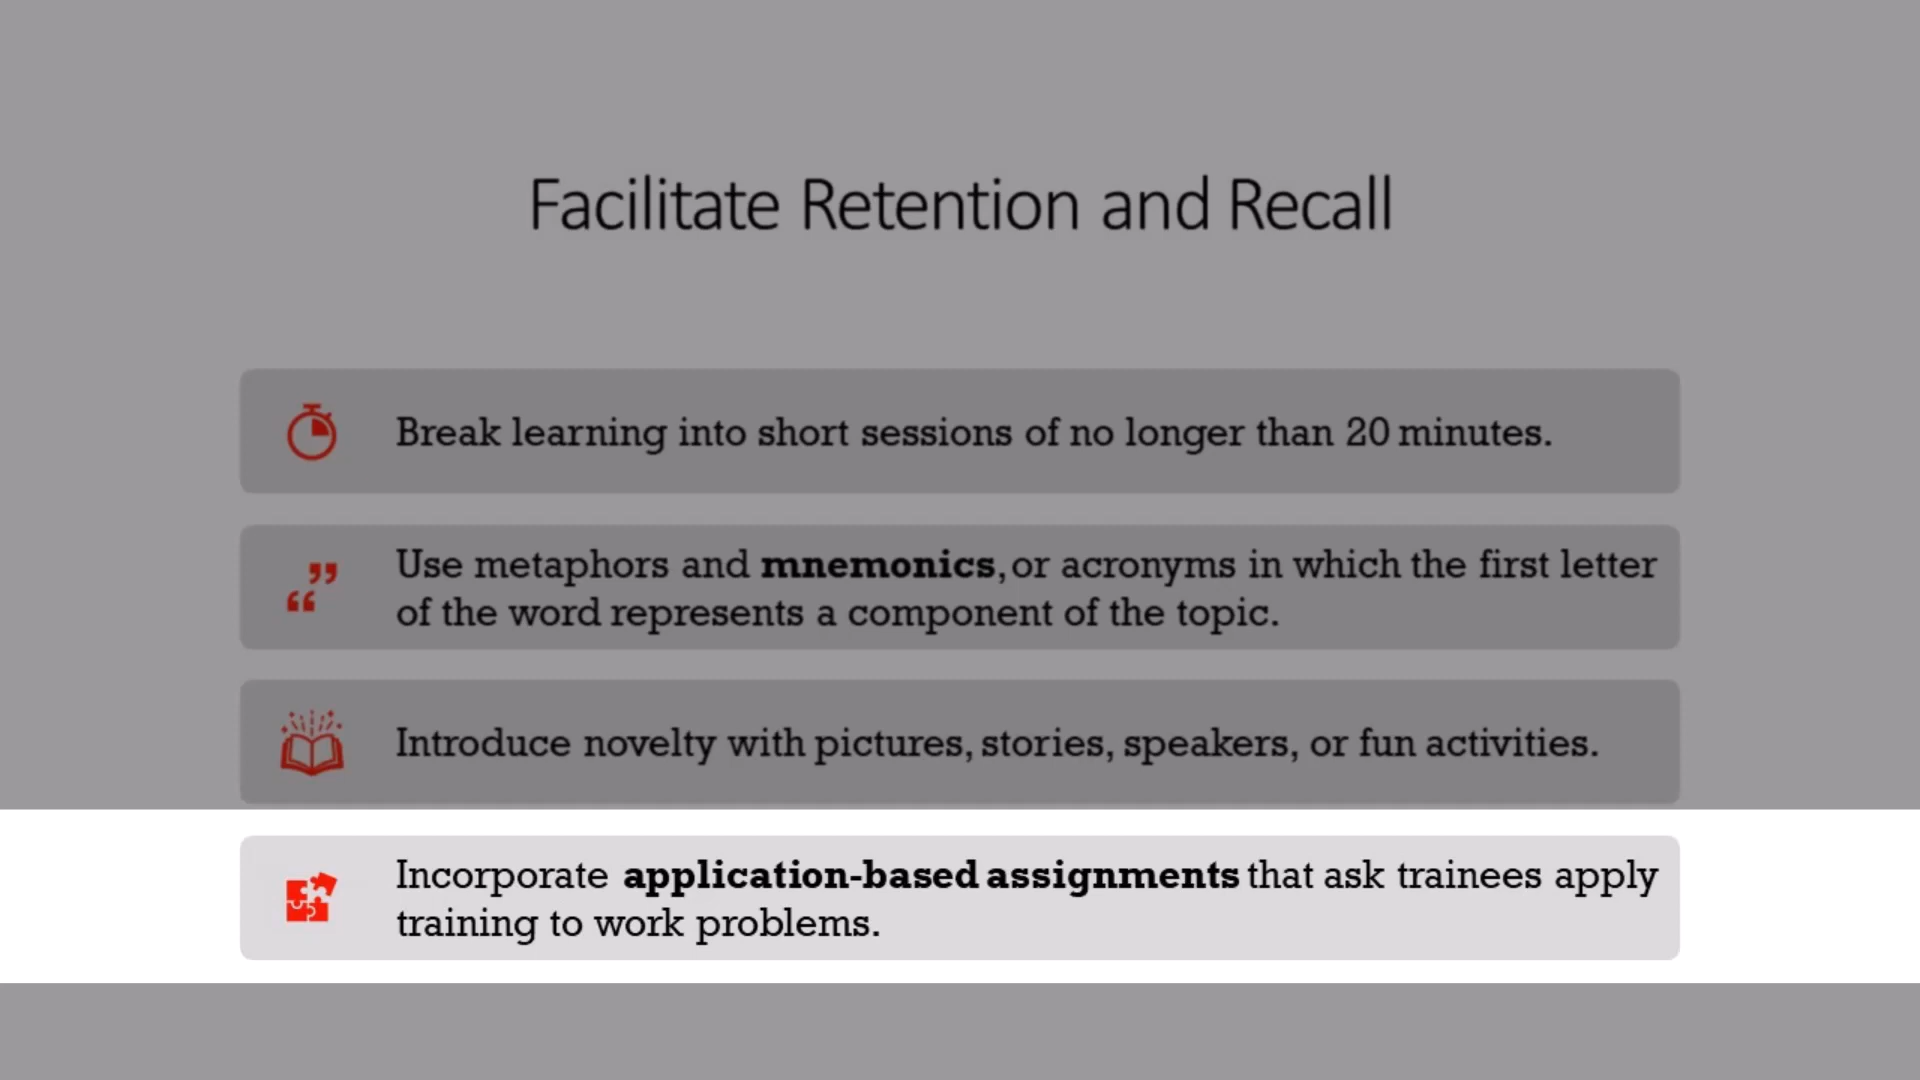 Facilitate Retention and Recall
Break learning into short sessions of no longer than 20 minutes.
Use metaphors and mnemonics, or acronyms in which the first letter
of the word represents a component of the topic.
Introduce novelty with pictures, stories, speakers, or fun activities.
Incorporate application-based assignments that ask trainees apply
training to work problems.